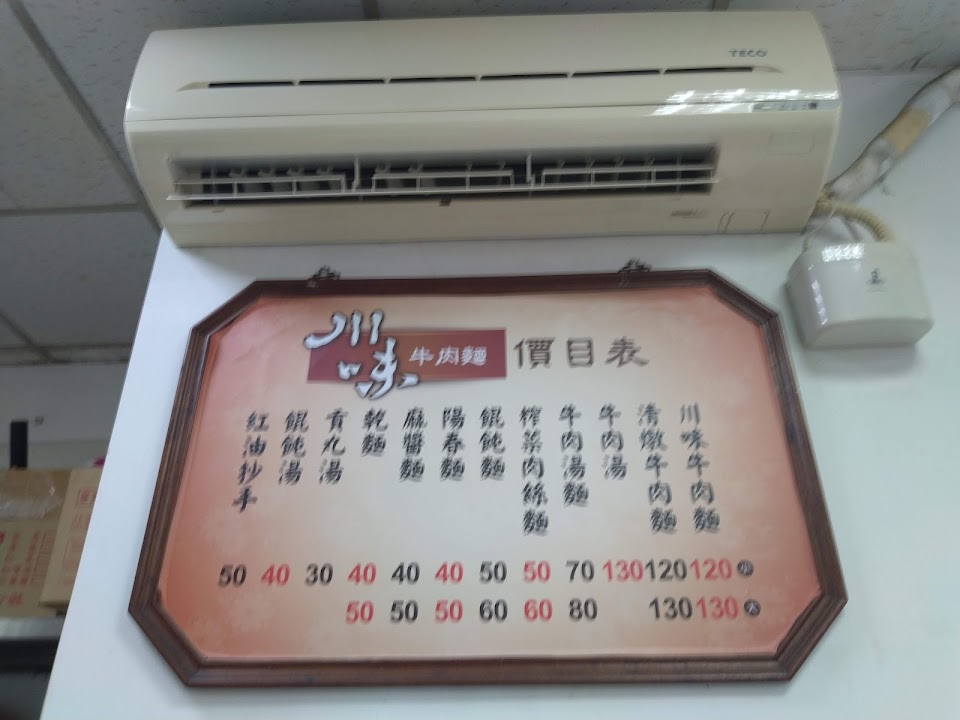 TECO
川味 牛肉麵 價目表
川味牛肉麵
清燉牛肉麵
牛肉湯
牛肉湯麵
榨菜肉絲麵
餛飩麵
陽春麵
麻醬麵
乾麵
貢丸湯
餛飩湯
紅油抄手
50 40 30 40 40 40 50 50 70 130 120 120 小
50 50 50 60 60 80 130 130 大